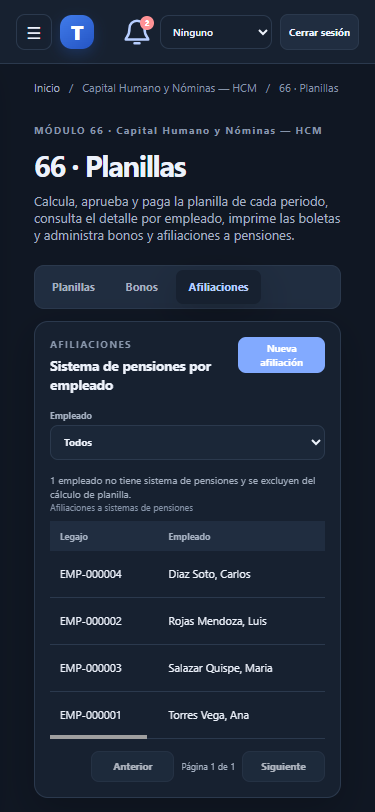 ☰ T 2 Ninguno Cerrar sesión
Inicio / Capital Humano y Nóminas — HCM / 66 · Planillas
MÓDULO 66 · Capital Humano y Nóminas — HCM
66 · Planillas
Calcula, aprueba y paga la planilla de cada periodo,
consulta el detalle por empleado, imprime las boletas
y administra bonos y afiliaciones a pensiones.
Planillas Bonos Afiliaciones
AFILIACIONES
Sistema de pensiones por
empleado
Nueva
afiliación
Empleado
Todos
1 empleado no tiene sistema de pensiones y se excluyen del
cálculo de planilla.
Afiliaciones a sistemas de pensiones
Legajo Empleado
EMP-000004 Diaz Soto, Carlos
EMP-000002 Rojas Mendoza, Luis
EMP-000003 Salazar Quispe, Maria
EMP-000001 Torres Vega, Ana
Anterior Página 1 de 1 Siguiente